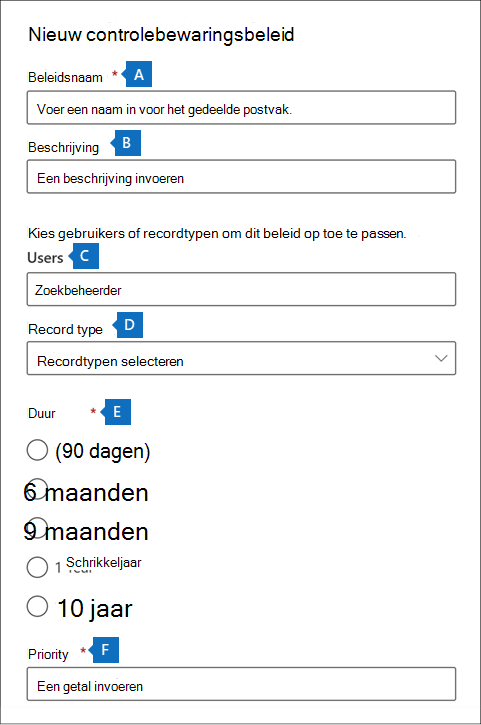 Nieuw controlebewaringsbeleid
Beleidsnaam * A
Voer een naam in voor het gedeelde postvak.
Beschrijving B
Een beschrijving invoeren
Kies gebruikers of recordtypen om dit beleid op toe te passen.
Users C
Zoekbeheerder
Record type D
Recordtypen selecteren
Duur * E
(90 dagen)
6 maanden
9 maanden
1 Schrikkeljaar
10 jaar
Priority * F
Een getal invoeren